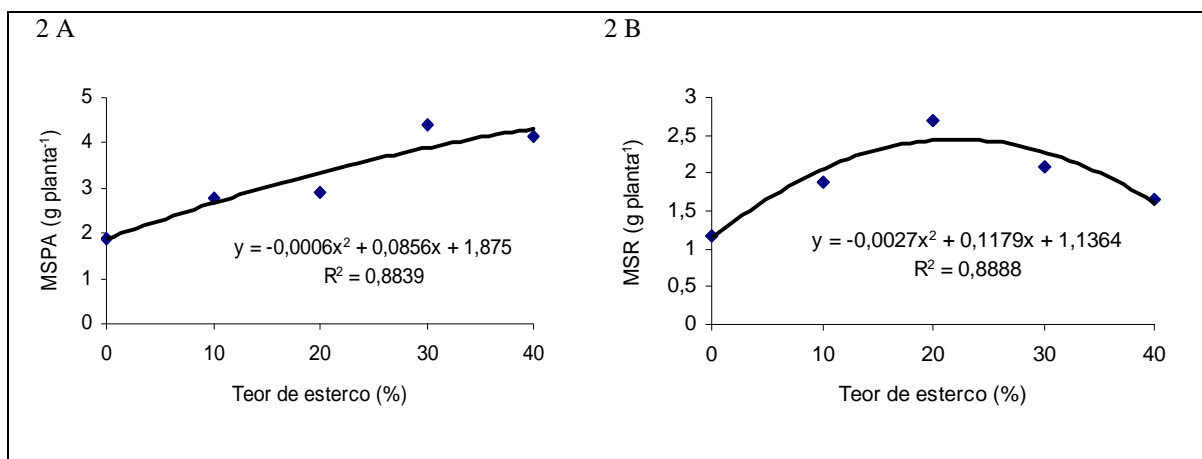 2 A
MSPA (g planta⁻¹)
5
4
3
2
1
0
y = -0,0006x² + 0,0856x + 1,875
R² = 0,8839
0 10 20 30 40
Teor de esterco (%)
2 B
MSR (g planta⁻¹)
3
2,5
2
1,5
1
0,5
0
y = -0,0027x² + 0,1179x + 1,1364
R² = 0,8888
0 10 20 30 40
Teor de esterco (%)